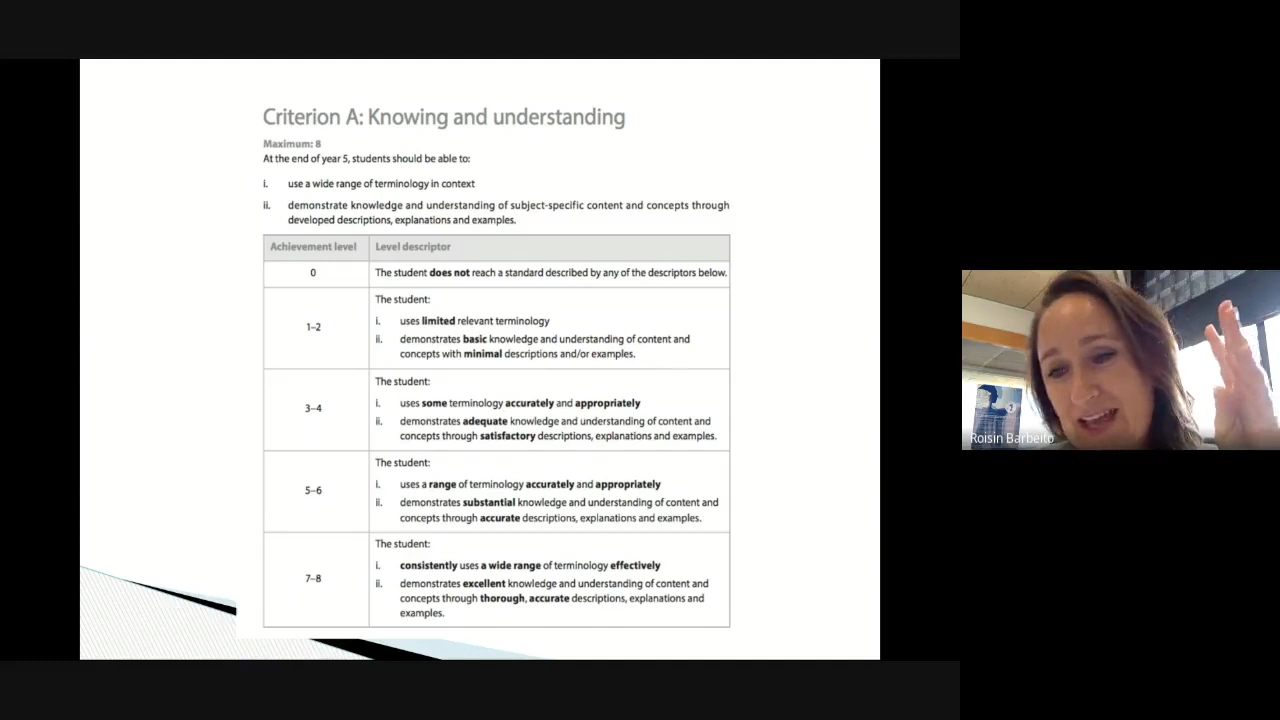 Criterion A: Knowing and understanding
Maximum: 8
At the end of year 5, students should be able to:
i. use a wide range of terminology in context
ii. demonstrate knowledge and understanding of subject-specific content and concepts through
developed descriptions, explanations and examples.
Achievement level Level descriptor
0 The student does not reach a standard described by any of the descriptors below.
1–2
The student:
i. uses limited relevant terminology
ii. demonstrates basic knowledge and understanding of content and
concepts with minimal descriptions and/or examples.
3–4
The student:
i. uses some terminology accurately and appropriately
ii. demonstrates adequate knowledge and understanding of content and
concepts through satisfactory descriptions, explanations and examples.
5–6
The student:
i. uses a range of terminology accurately and appropriately
ii. demonstrates substantial knowledge and understanding of content and
concepts through accurate descriptions, explanations and examples.
7–8
The student:
i. consistently uses a wide range of terminology effectively
ii. demonstrates excellent knowledge and understanding of content and
concepts through thorough, accurate descriptions, explanations and
examples.
Roisin Barbeito